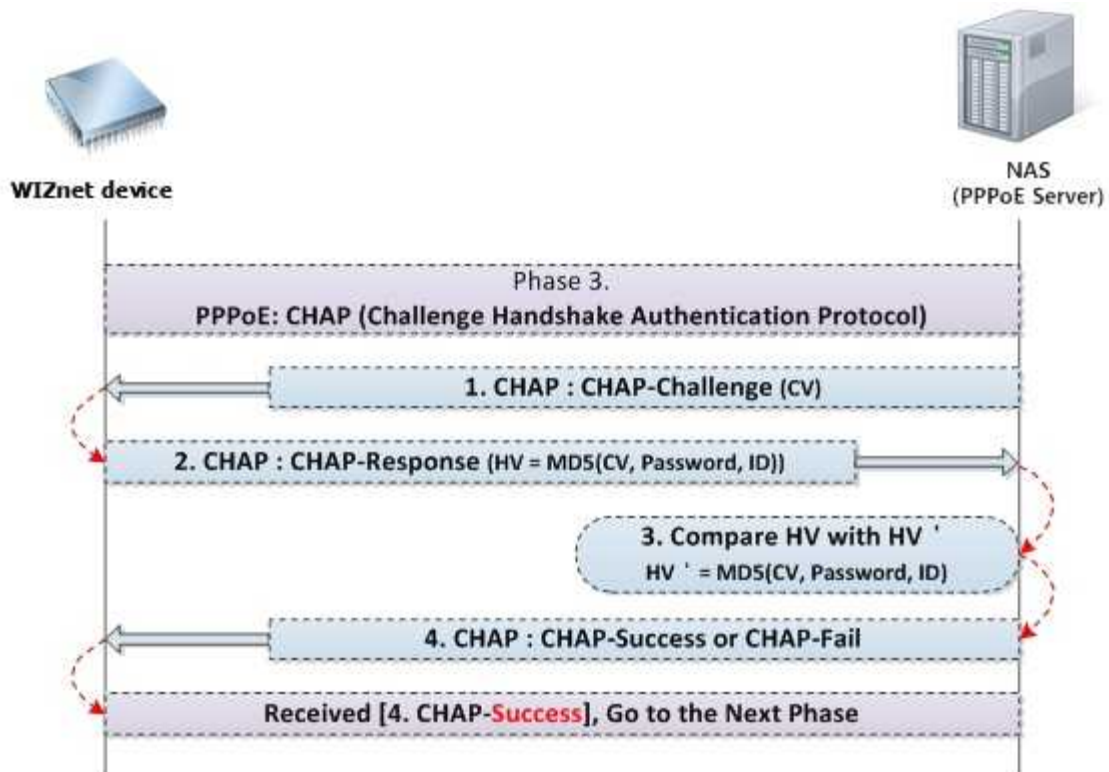 WIZnet device
NAS
(PPPoE Server)
Phase 3.
PPPoE: CHAP (Challenge Handshake Authentication Protocol)
1. CHAP : CHAP-Challenge (CV)
2. CHAP : CHAP-Response (HV = MD5(CV, Password, ID))
3. Compare HV with HV '
HV ' = MD5(CV, Password, ID)
4. CHAP : CHAP-Success or CHAP-Fail
Received [4. CHAP-Success], Go to the Next Phase